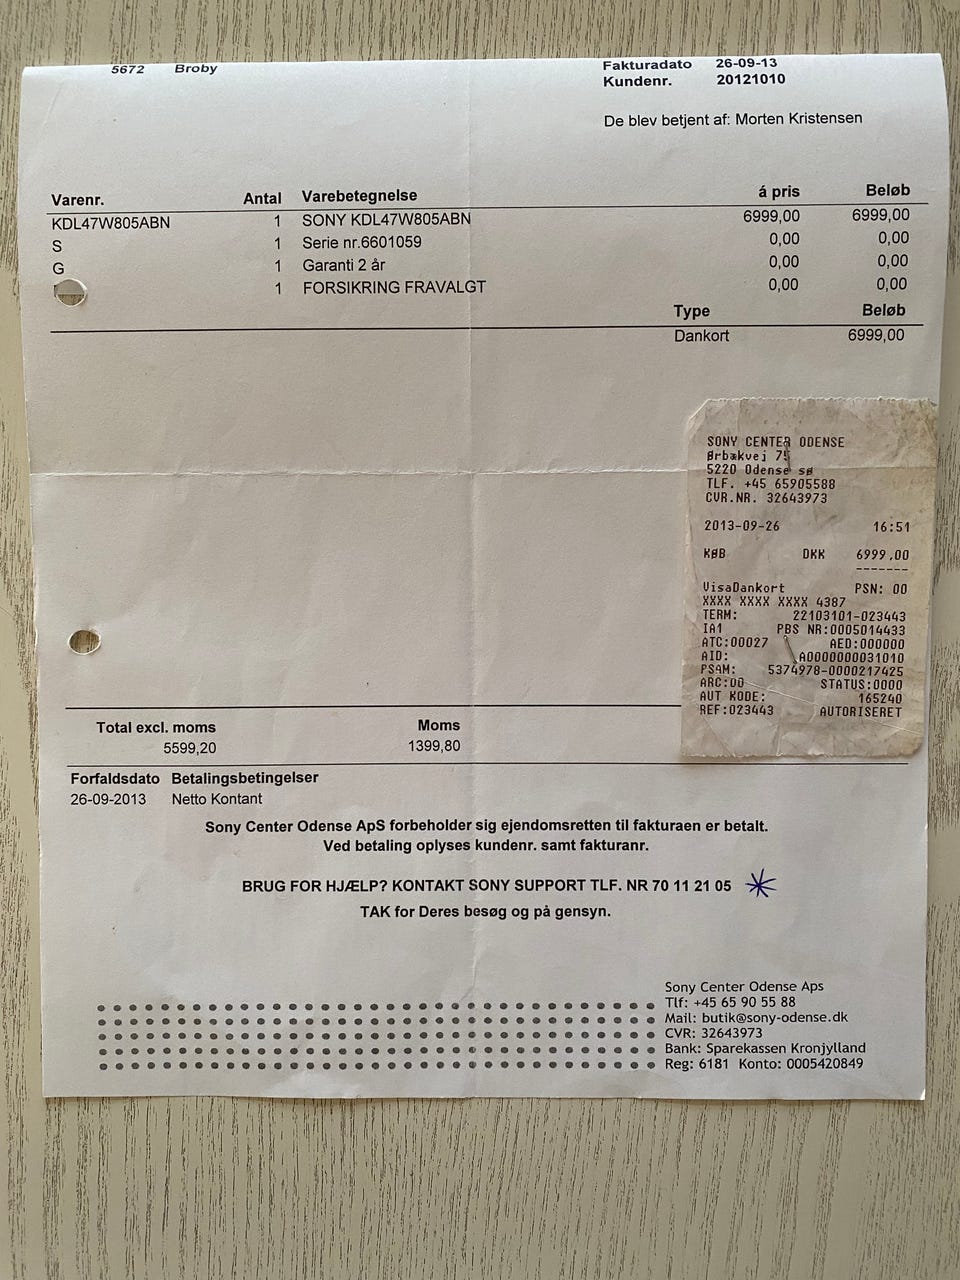 5672 Broby
Fakturadato 26-09-13
Kundenr. 20121010
De blev betjent af: Morten Kristensen
Varenr. Antal Varebetegnelse á pris Beløb
KDL47W805ABN 1 SONY KDL47W805ABN 6999,00 6999,00
S 1 Serie nr.6601059 0,00 0,00
G 1 Garanti 2 år 0,00 0,00
1 FORSIKRING FRAVALGT 0,00 0,00
Type Beløb
Dankort 6999,00
SONY CENTER ODENSE
Ørbækvej 75
5220 Odense sø
TLF. +45 65905588
CVR.NR. 32643973
2013-09-26 16:51
KØB DKK 6999,00
-------
VisaDankort PSN: 00
XXXX XXXX XXXX 4387
TERM: 22103101-023443
IA1 PBS NR:0005014433
ATC:00027 AED:000000
AID: A0000000031010
PSAM: 5374978-0000217425
ARC:00 STATUS:0000
AUT KODE: 165240
REF:023443 AUTORISERET
Total excl. moms Moms
5599,20 1399,80
Forfaldsdato Betalingsbetingelser
26-09-2013 Netto Kontant
Sony Center Odense ApS forbeholder sig ejendomsretten til fakturaen er betalt.
Ved betaling oplyses kundenr. samt fakturanr.
BRUG FOR HJÆLP? KONTAKT SONY SUPPORT TLF. NR 70 11 21 05
TAK for Deres besøg og på gensyn.
Sony Center Odense Aps
Tlf: +45 65 90 55 88
Mail: butik@sony-odense.dk
CVR: 32643973
Bank: Sparekassen Kronjylland
Reg: 6181 Konto: 0005420849